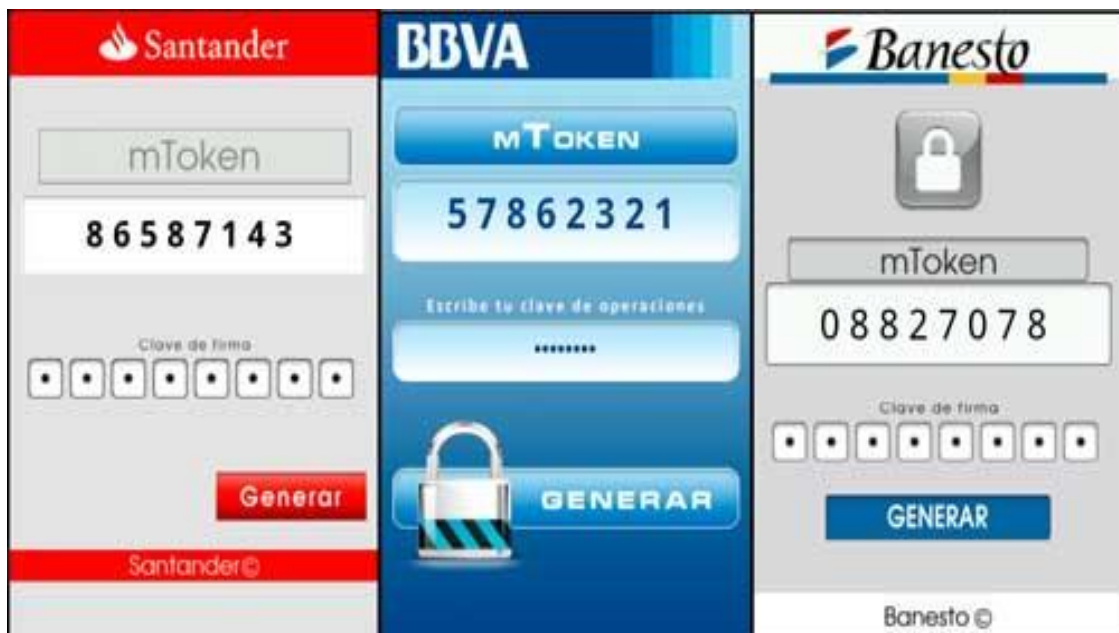 Santander
mToken
86587143
Clave de firma
Generar
Santander©
BBVA
MTOKEN
57862321
Escribe tu clave de operaciones
GENERAR
Banesto
mToken
08827078
Clave de firma
GENERAR
Banesto ©